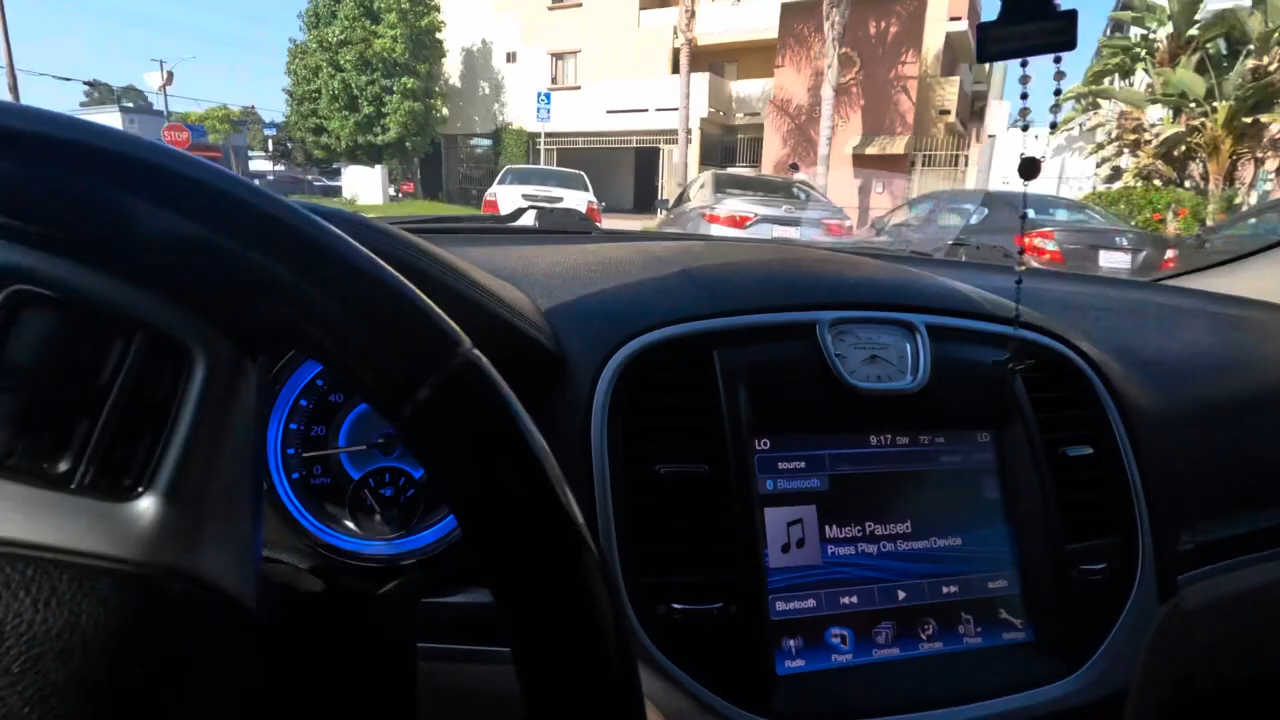 STOP
40
20
0
MPH
LO
9:17 SW 72° out
LO
source
Bluetooth
Music Paused
Press Play On Screen/Device
Bluetooth
audio
Radio
Player
Controls
Climate
Phone
Settings